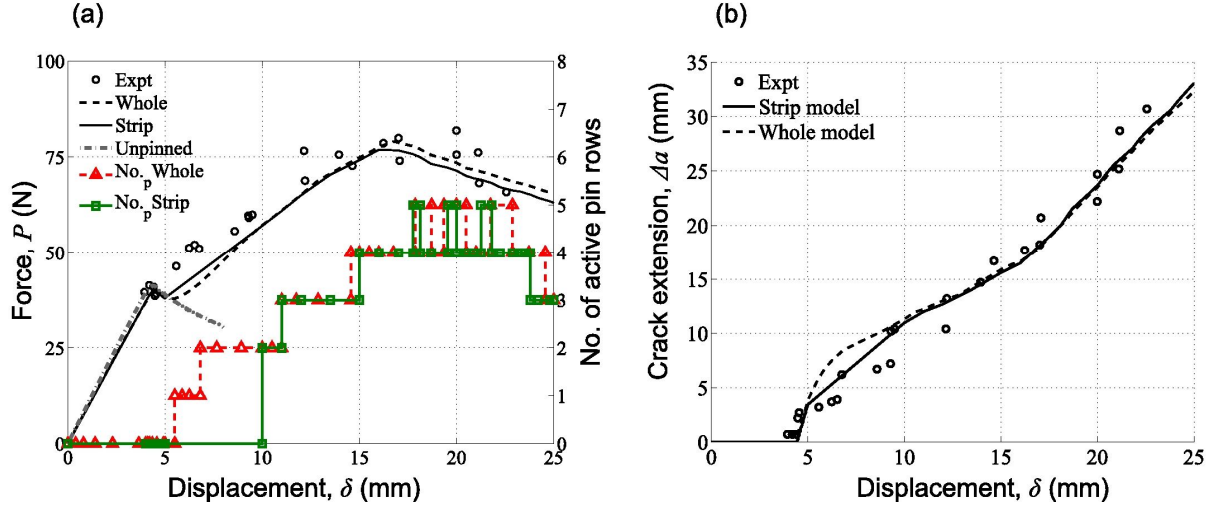 (a)
100
75
50
25
0
Force, P (N)
Expt
Whole
Strip
Unpinned
No.p Whole
No.p Strip
8
7
6
5
4
3
2
1
0
No. of active pin rows
0 5 10 15 20 25
Displacement, δ (mm)
(b)
35
30
25
20
15
10
5
0
Crack extension, Δa (mm)
Expt
Strip model
Whole model
0 5 10 15 20 25
Displacement, δ (mm)